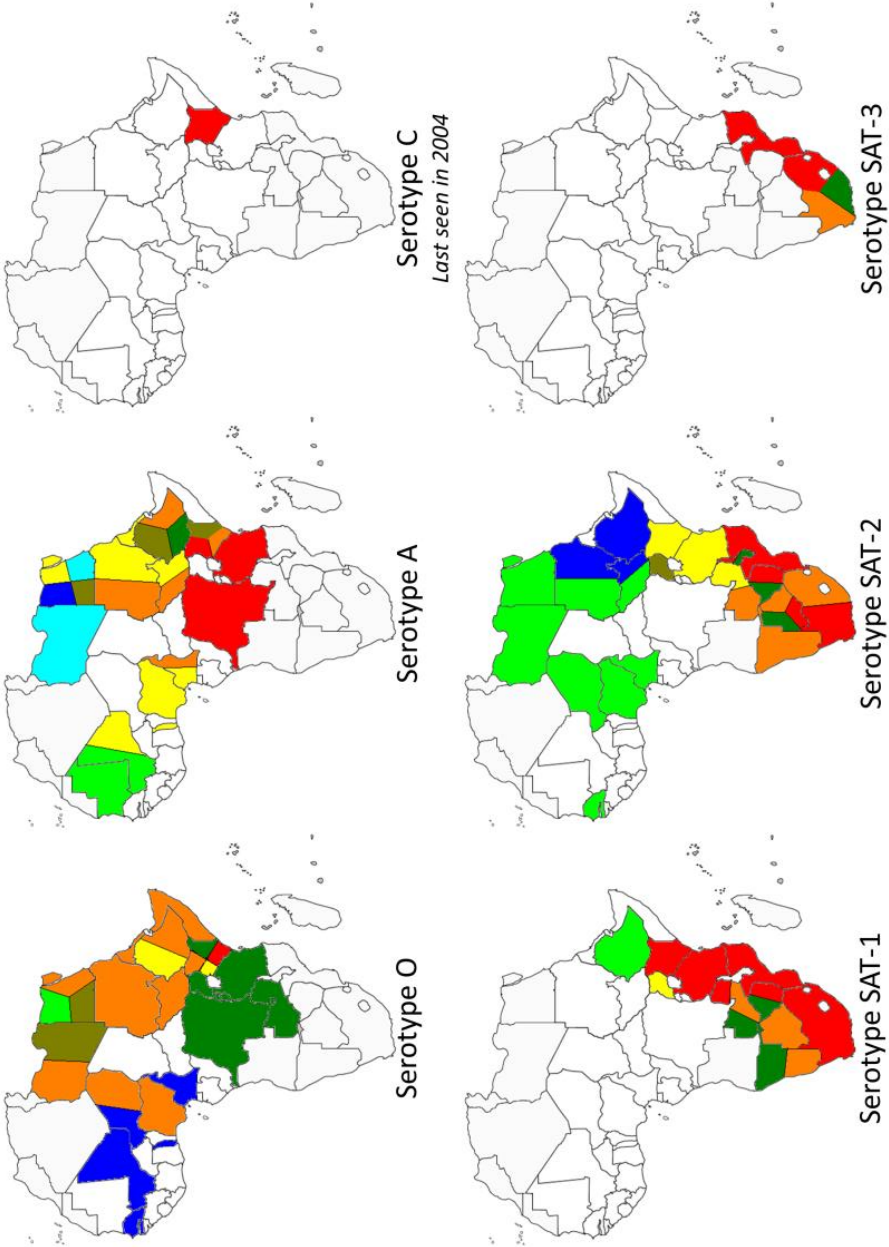 Serotype O
Serotype A
Serotype C
Last seen in 2004
Serotype SAT-1
Serotype SAT-2
Serotype SAT-3